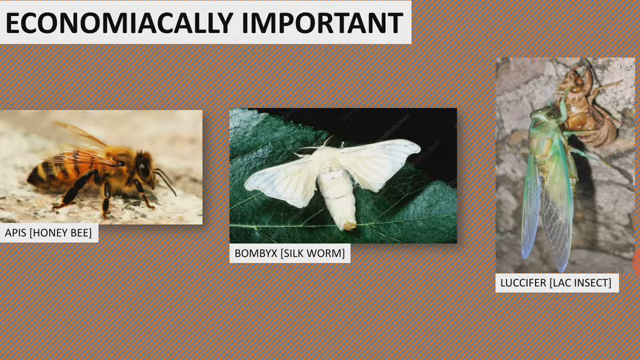 ECONOMIACALLY IMPORTANT
APIS [HONEY BEE]
BOMBYX [SILK WORM]
LUCCIFER [LAC INSECT]